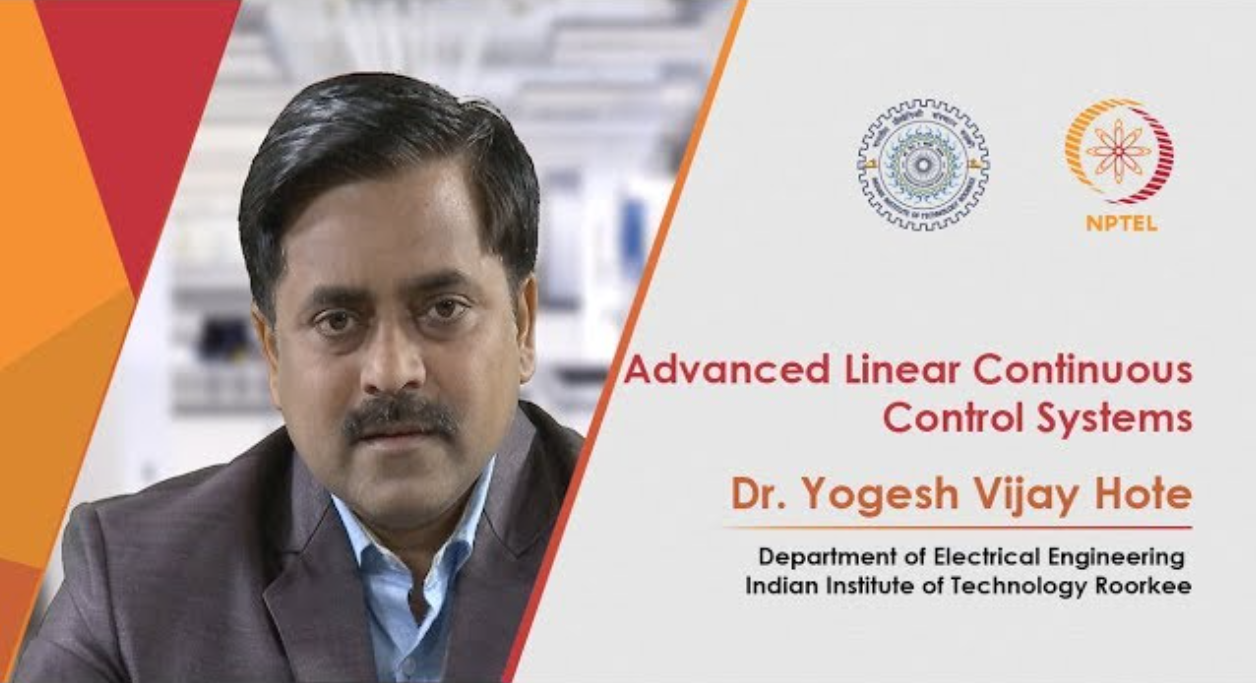 NPTEL
Advanced Linear Continuous
Control Systems
Dr. Yogesh Vijay Hote
Department of Electrical Engineering
Indian Institute of Technology Roorkee